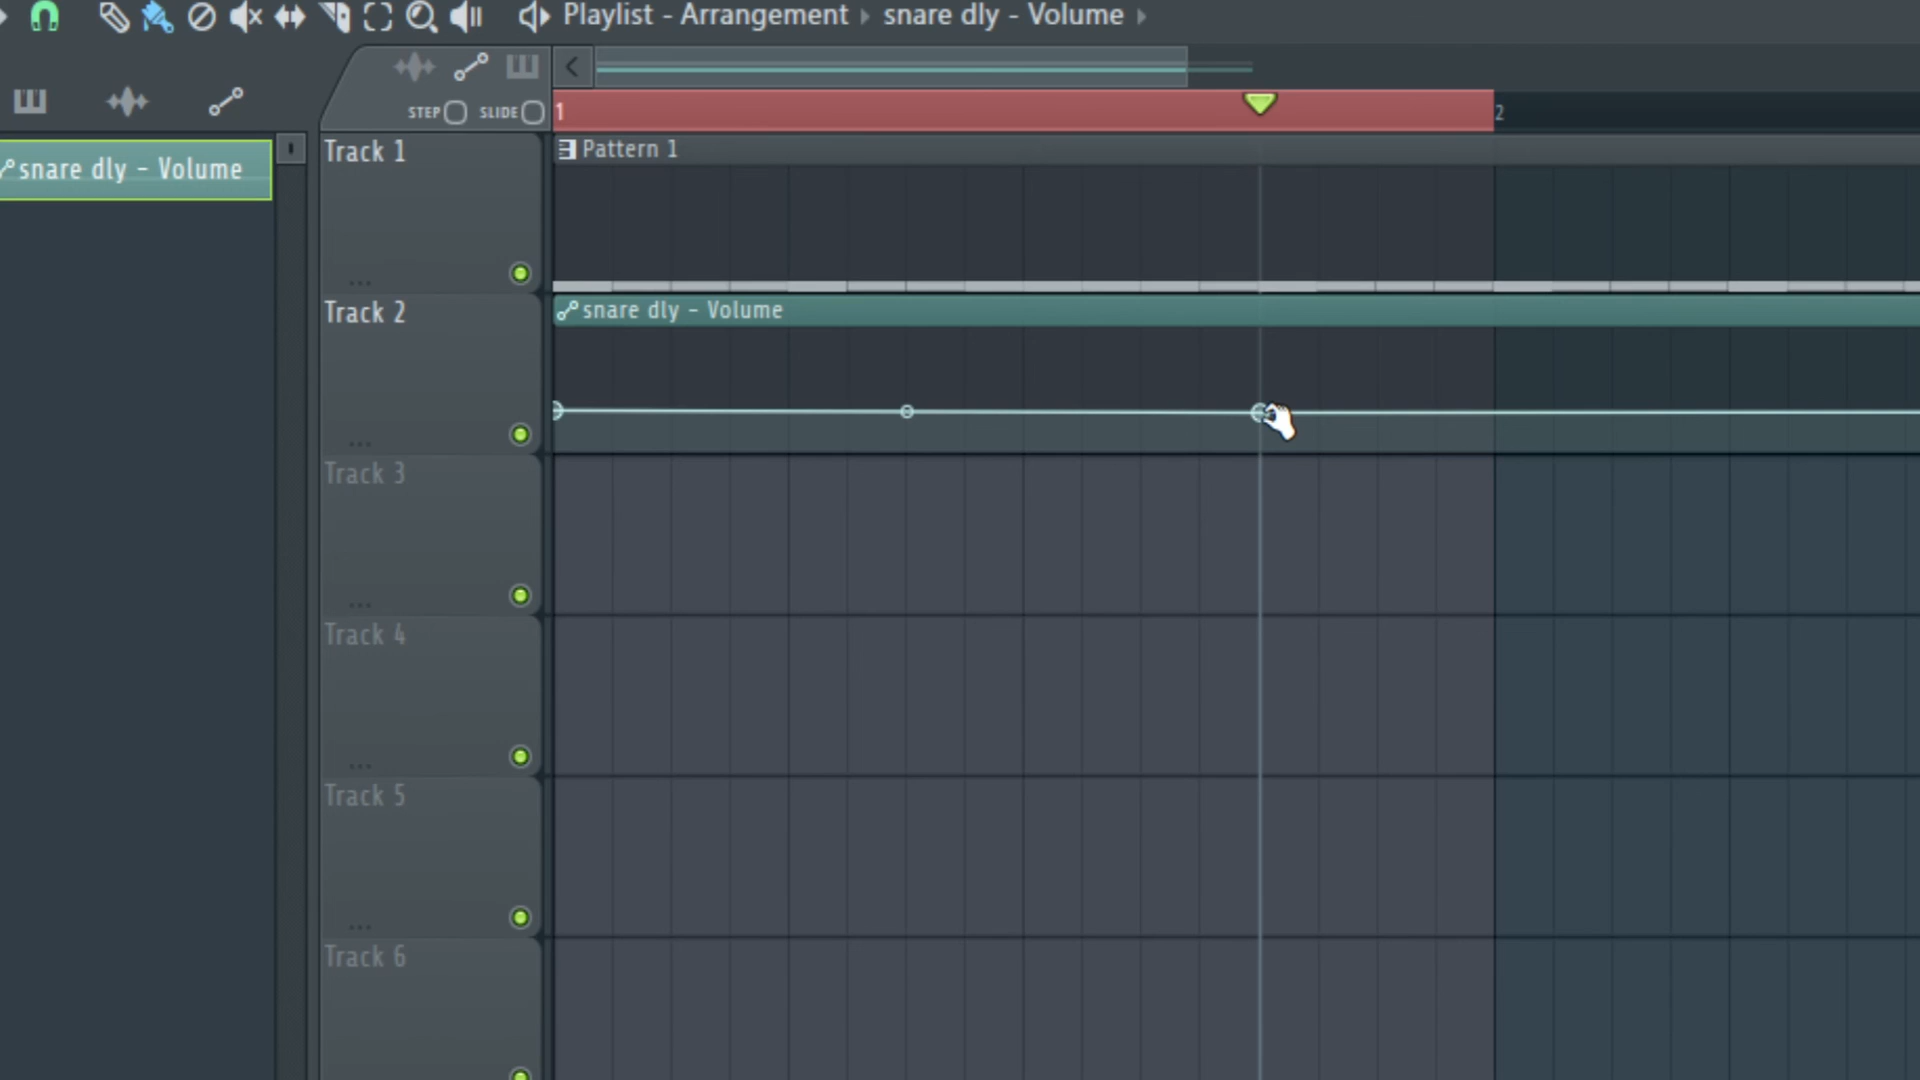 Playlist - Arrangement snare dly - Volume
STEP SLIDE
1 2
snare dly - Volume
Track 1
Pattern 1
Track 2
snare dly - Volume
Track 3
Track 4
Track 5
Track 6